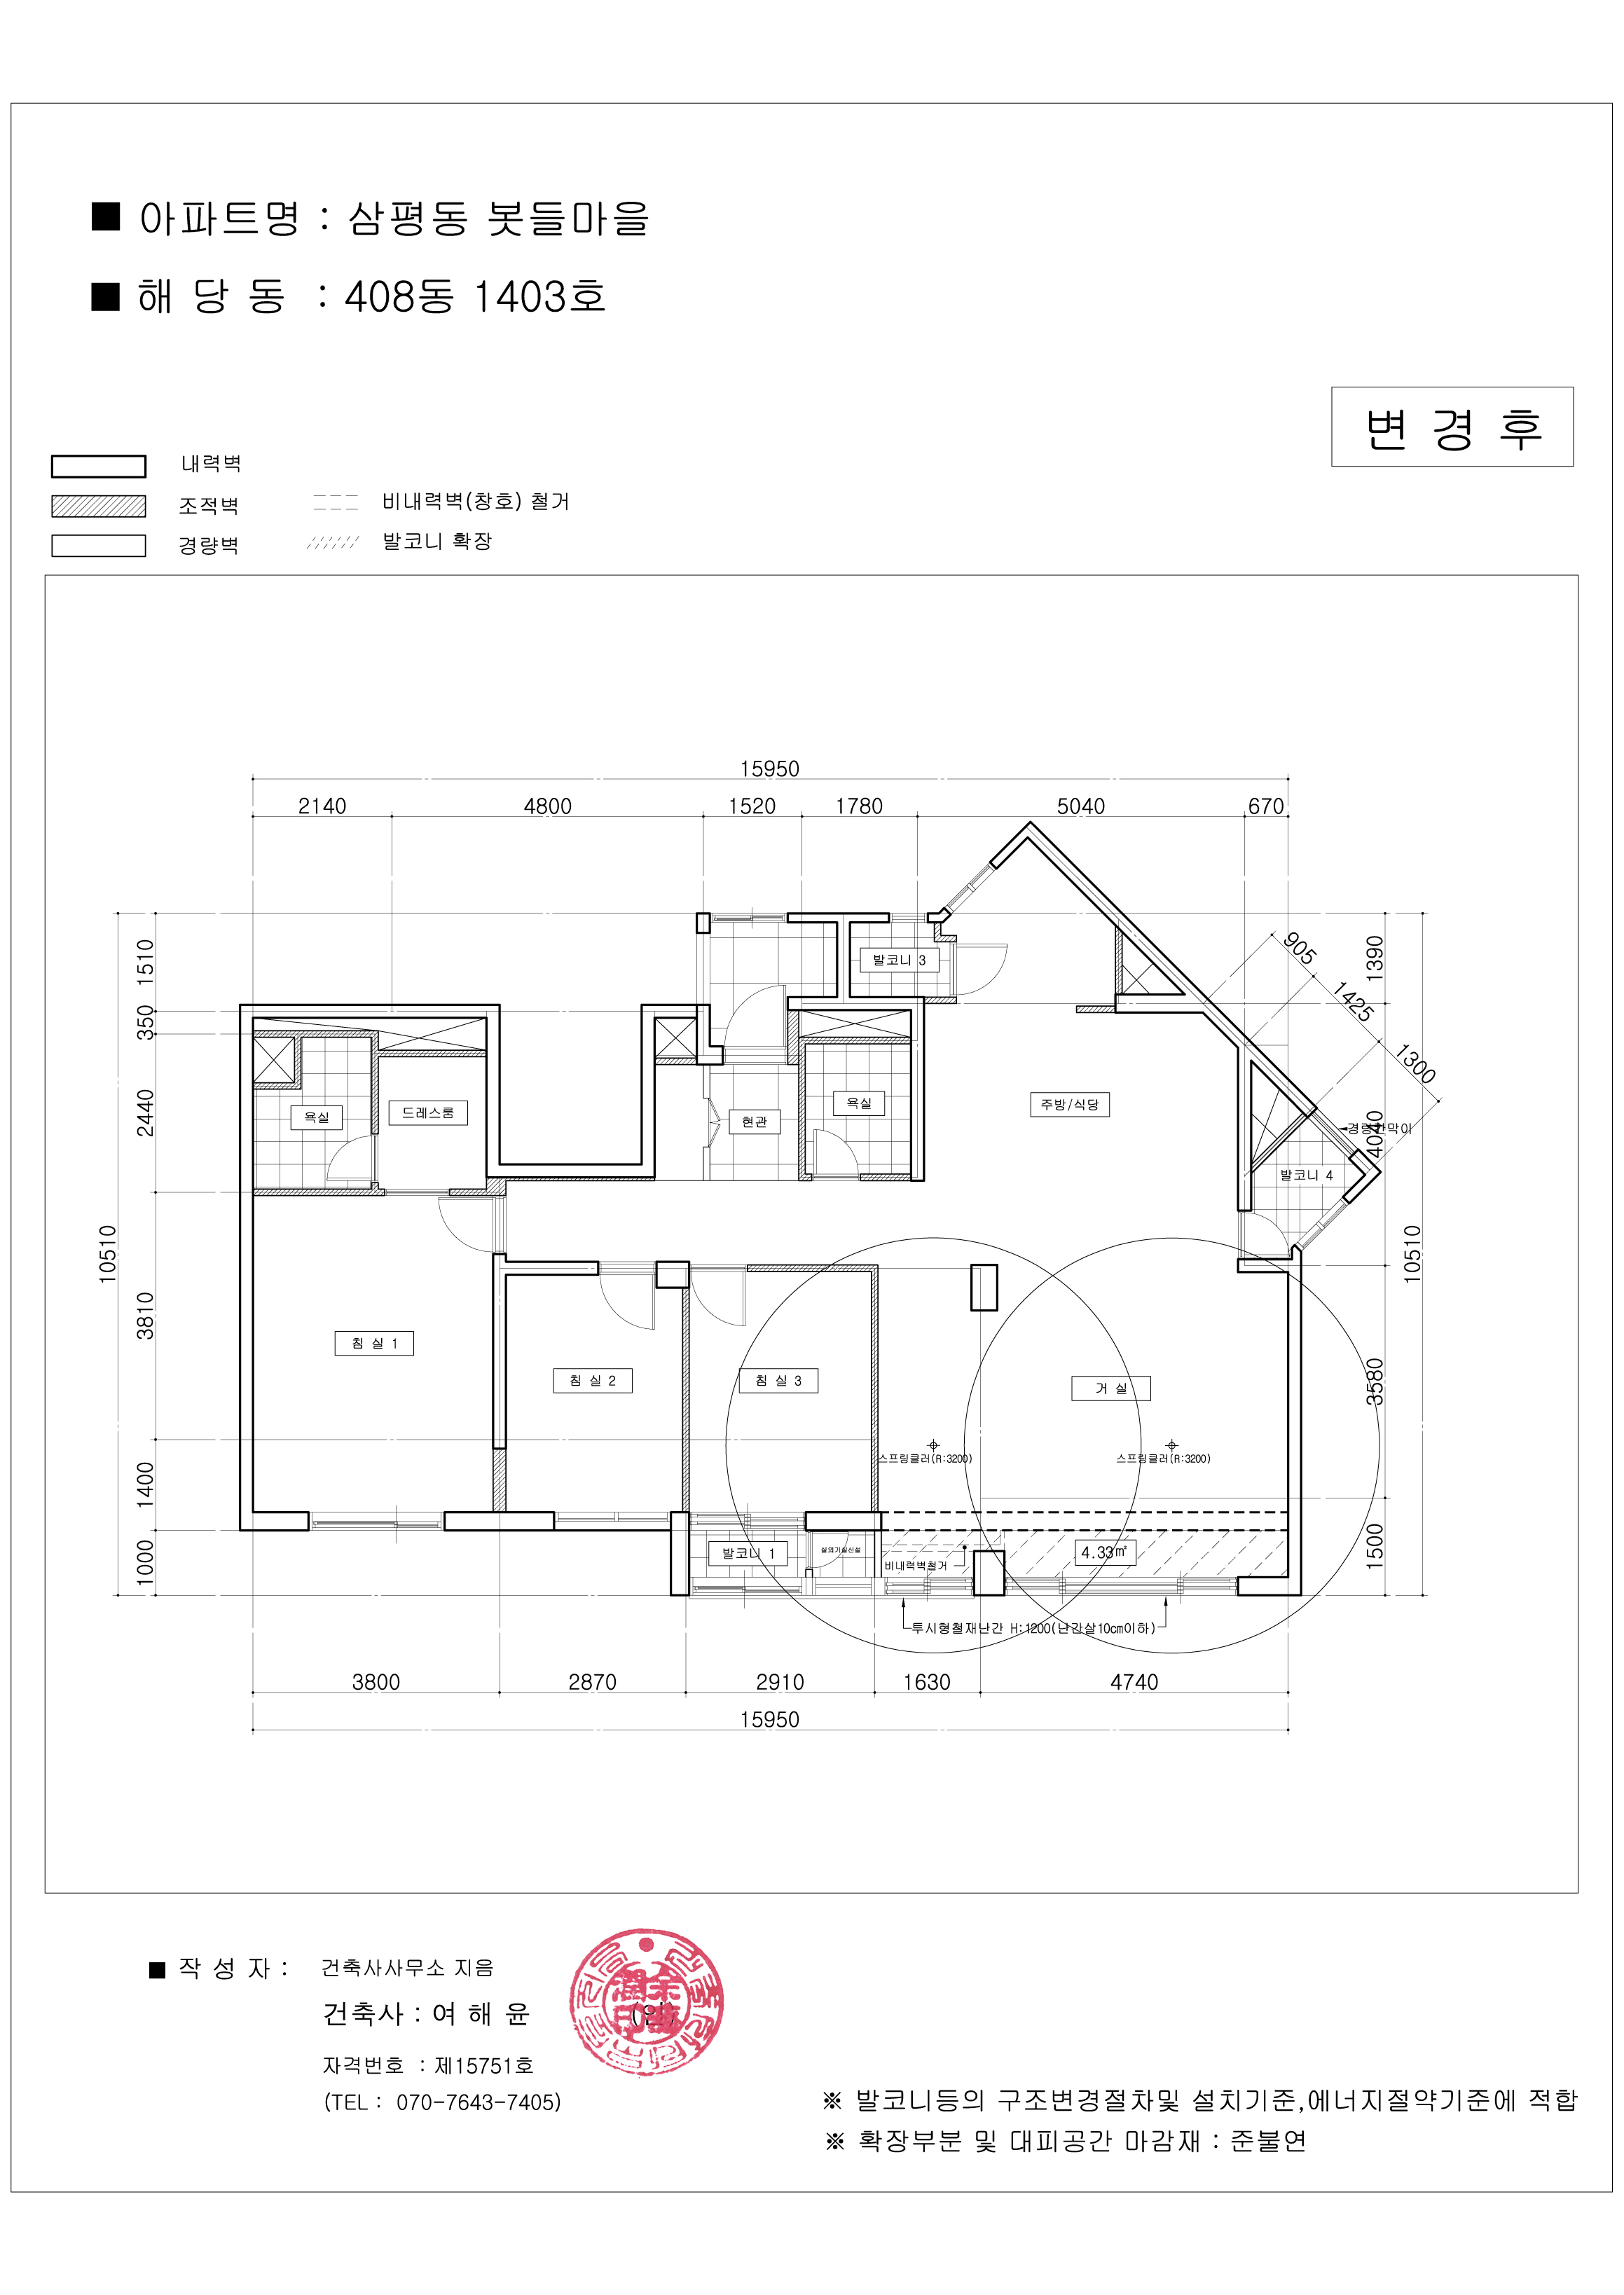 ■ 아파트명 : 삼평동 봇들마을
■ 해 당 동 : 408동 1403호
변 경 후
내력벽
조적벽
경량벽
비내력벽(창호) 철거
발코니 확장
15950
2140 4800 1520 1780 5040 670
905
1425
1300
10510
1510
350
2440
3810
1400
1000
1390
4040
3580
1500
10510
발코니 3
욕실
드레스룸
현관
욕실
주방/식당
경량칸막이
발코니 4
침 실 1
침 실 2
침 실 3
거 실
스프링클러(R:3200)
스프링클러(R:3200)
발코니 1
실외기실신설
비내력벽철거
4.33㎡
투시형철재난간 H:1200(난간살10cm이하)
3800 2870 2910 1630 4740
15950
■ 작 성 자 : 건축사사무소 지음
건축사 : 여 해 윤 (인)
자격번호 : 제15751호
(TEL : 070-7643-7405)
※ 발코니등의 구조변경절차및 설치기준,에너지절약기준에 적합
※ 확장부분 및 대피공간 마감재 : 준불연